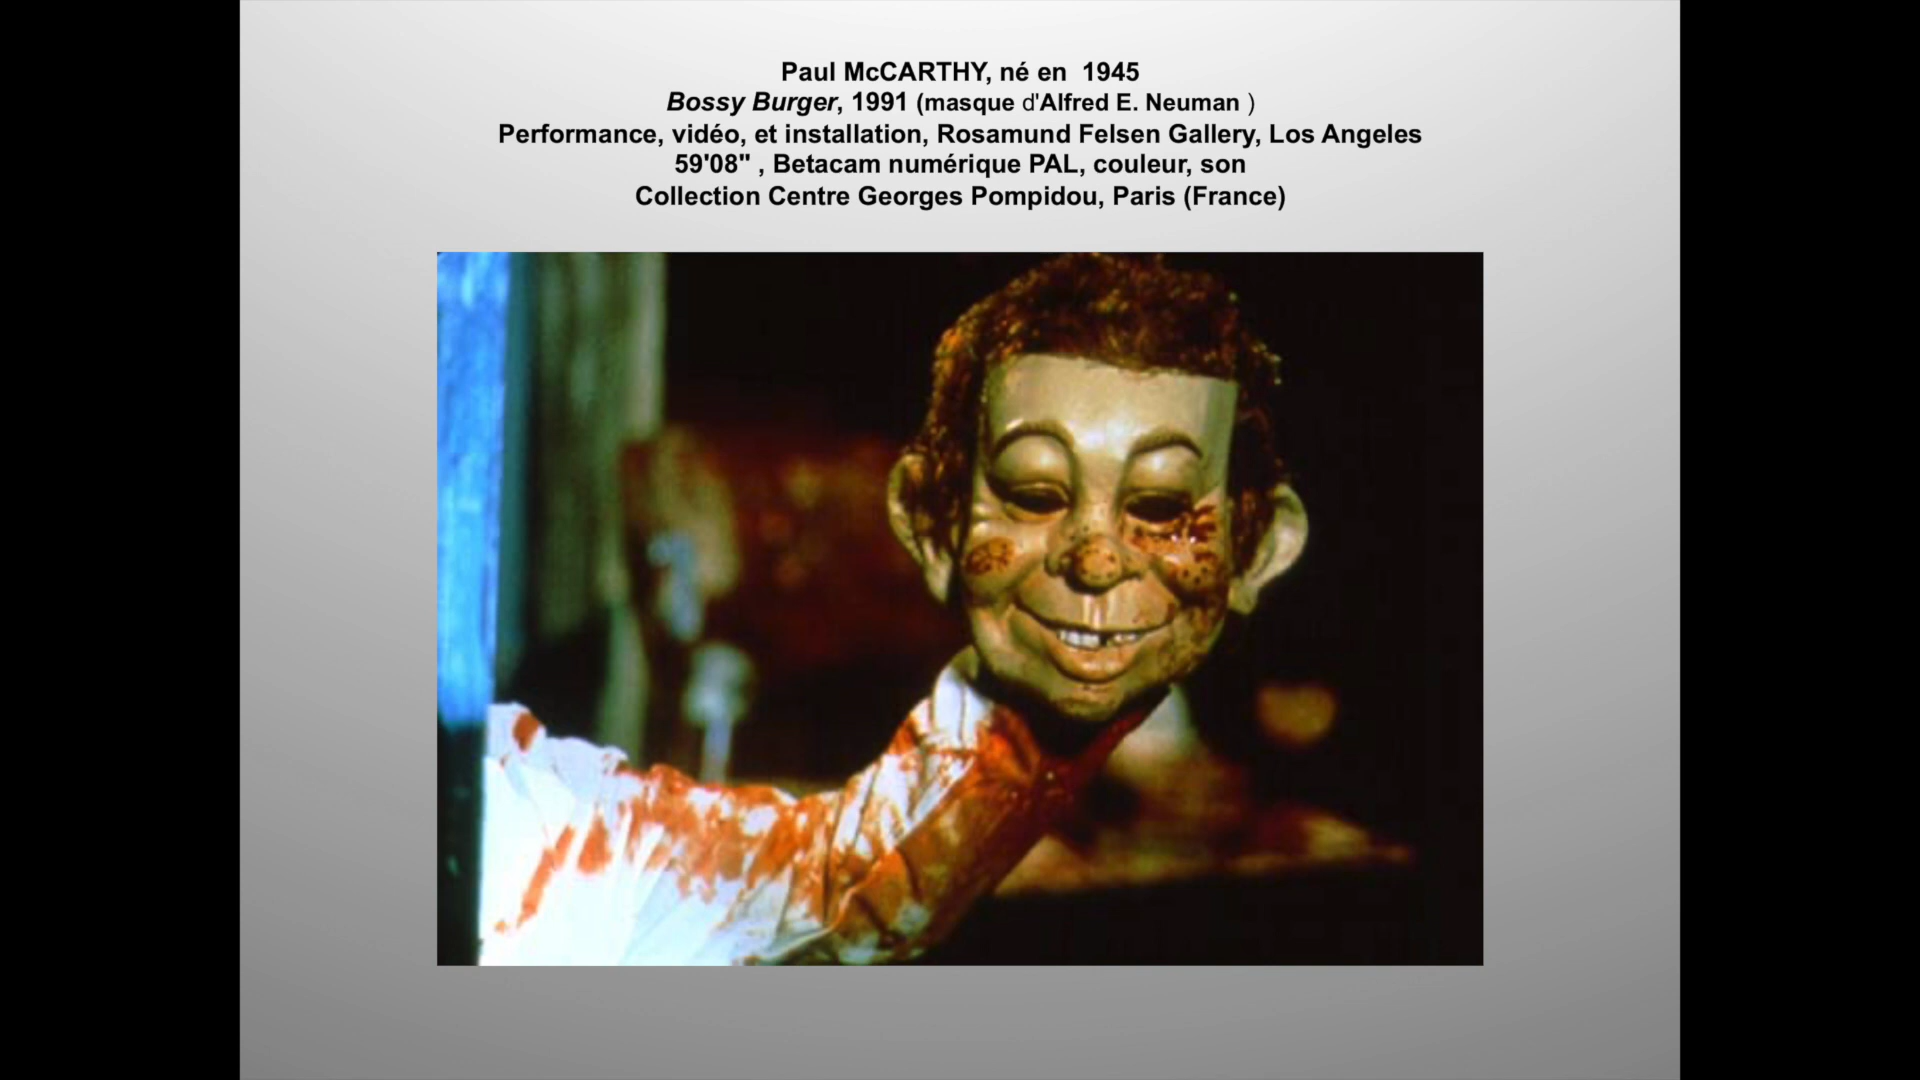 Paul McCARTHY, né en  1945
Bossy Burger, 1991 (masque d'Alfred E. Neuman )
Performance, vidéo, et installation, Rosamund Felsen Gallery, Los Angeles
59'08" , Betacam numérique PAL, couleur, son
Collection Centre Georges Pompidou, Paris (France)